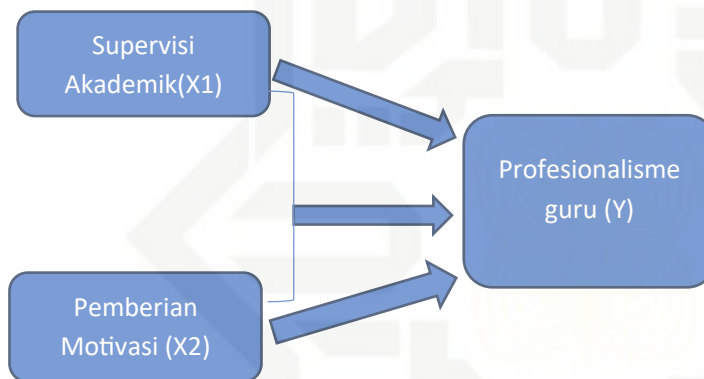 Supervisi
Akademik(X1)
Profesionalisme
guru (Y)
Pemberian
Motivasi (X2)